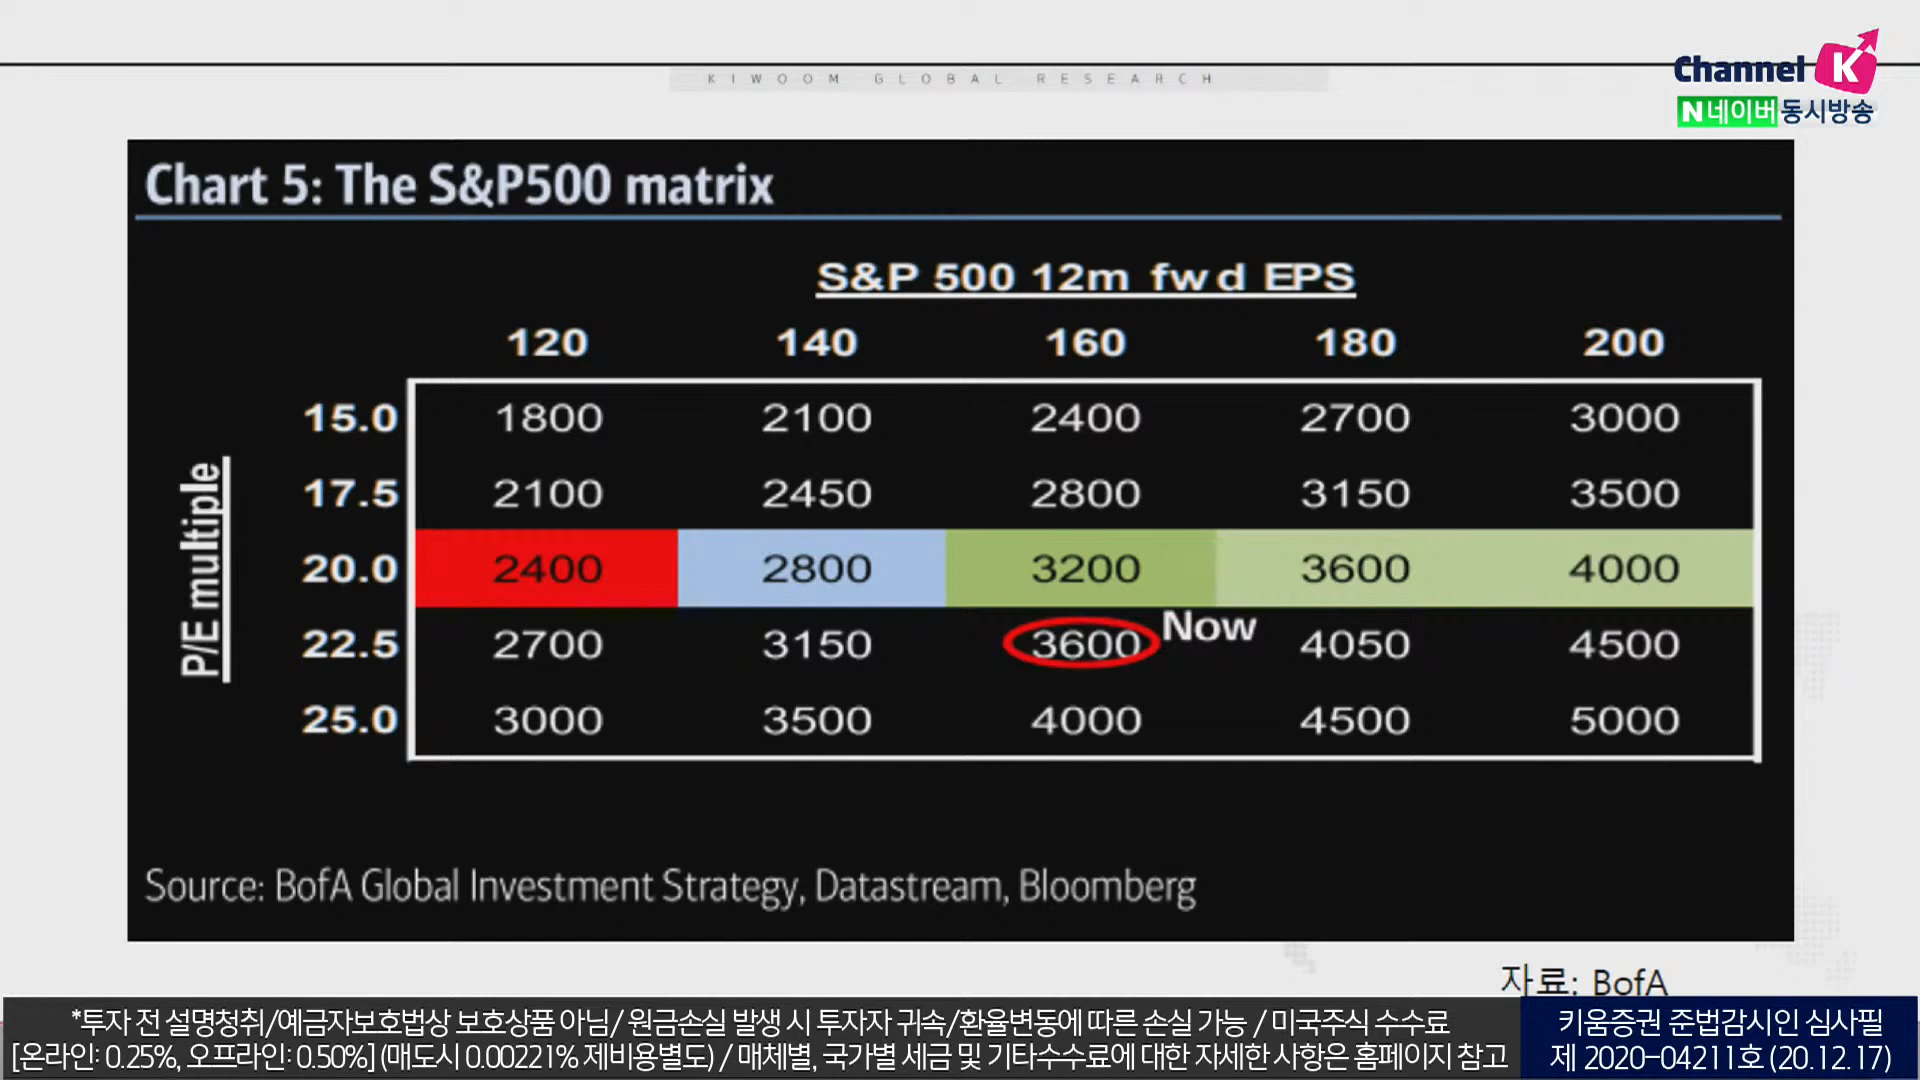 KIWOOM GLOBAL RESEARCH
Channel K
N네이버동시방송
Chart 5: The S&P500 matrix
S&P 500 12m fwd EPS
120 140 160 180 200
P/E multiple
15.0 1800 2100 2400 2700 3000
17.5 2100 2450 2800 3150 3500
20.0 2400 2800 3200 3600 4000
Now
22.5 2700 3150 3600 4050 4500
25.0 3000 3500 4000 4500 5000
Source: BofA Global Investment Strategy, Datastream, Bloomberg
자료: BofA
*투자 전 설명청취/예금자보호법상 보호상품 아님/ 원금손실 발생 시 투자자 귀속/환율변동에 따른 손실 가능 / 미국주식 수수료
[온라인: 0.25%, 오프라인: 0.50%] (매도시 0.00221% 제비용별도) / 매체별, 국가별 세금 및 기타수수료에 대한 자세한 사항은 홈페이지 참고
키움증권 준법감시인 심사필
제 2020-04211호 (20.12.17)